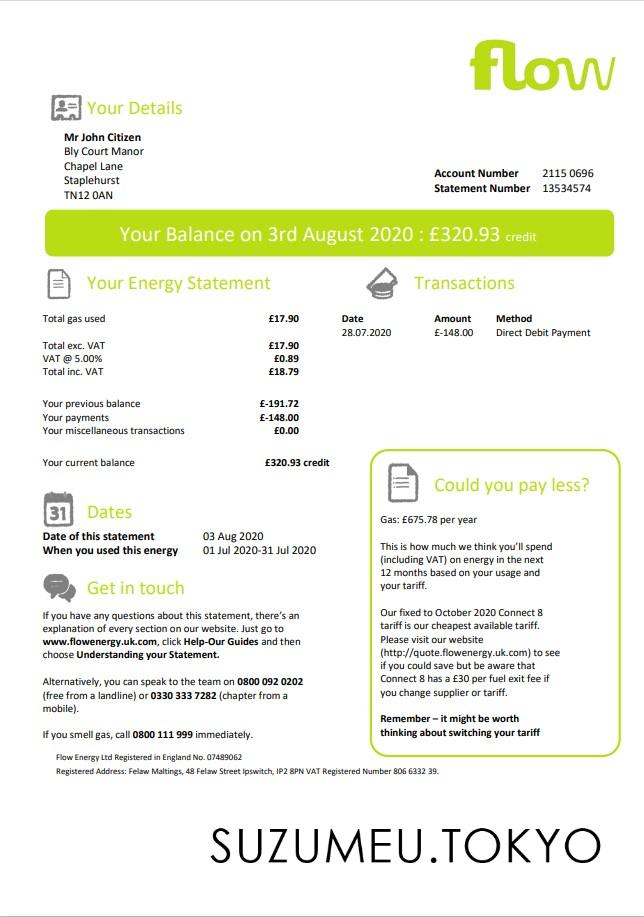 flow
Your Details
Mr John Citizen
Bly Court Manor
Chapel Lane
Staplehurst
TN12 0AN
Account Number 2115 0696
Statement Number 13534574
Your Balance on 3rd August 2020 : £320.93 credit
Your Energy Statement
Total gas used £17.90
Total exc. VAT £17.90
VAT @ 5.00% £0.89
Total inc. VAT £18.79
Your previous balance £-191.72
Your payments £-148.00
Your miscellaneous transactions £0.00
Your current balance £320.93 credit
Transactions
Date Amount Method
28.07.2020 £-148.00 Direct Debit Payment
31
Dates
Date of this statement 03 Aug 2020
When you used this energy 01 Jul 2020-31 Jul 2020
Get in touch
If you have any questions about this statement, there's an
explanation of every section on our website. Just go to
www.flowenergy.uk.com, click Help-Our Guides and then
choose Understanding your Statement.
Alternatively, you can speak to the team on 0800 092 0202
(free from a landline) or 0330 333 7282 (chapter from a
mobile).
If you smell gas, call 0800 111 999 immediately.
Could you pay less?
Gas: £675.78 per year
This is how much we think you'll spend
(including VAT) on energy in the next
12 months based on your usage and
your tariff.
Our fixed to October 2020 Connect 8
tariff is our cheapest available tariff.
Please visit our website
(http://quote.flowenergy.uk.com) to see
if you could save but be aware that
Connect 8 has a £30 per fuel exit fee if
you change supplier or tariff.
Remember – it might be worth
thinking about switching your tariff
Flow Energy Ltd Registered in England No. 07489062
Registered Address: Felaw Maltings, 48 Felaw Street Ipswitch, IP2 8PN VAT Registered Number 806 6332 39.
SUZUMEU.TOKYO